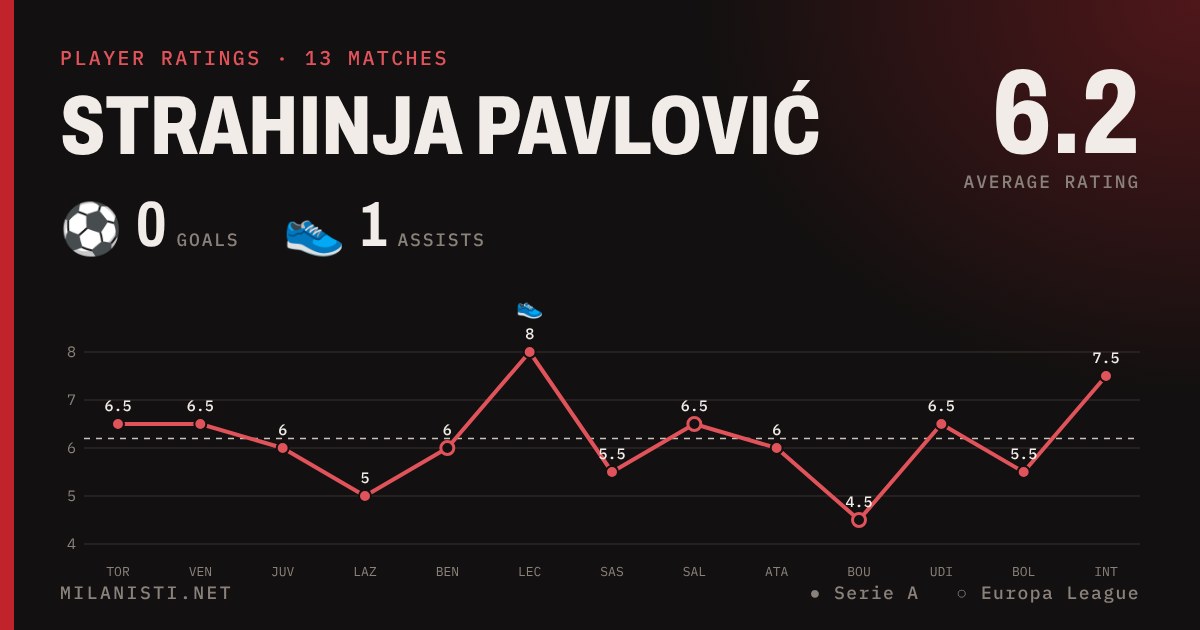 PLAYER RATINGS · 13 MATCHES
STRAHINJA PAVLOVIĆ
6.2
AVERAGE RATING
0 GOALS 1 ASSISTS
8
7
6
5
4
6.5 6.5 6 5 6 8 5.5 6.5 6 4.5 6.5 5.5 7.5
TOR VEN JUV LAZ BEN LEC SAS SAL ATA BOU UDI BOL INT
MILANISTI.NET
Serie A Europa League